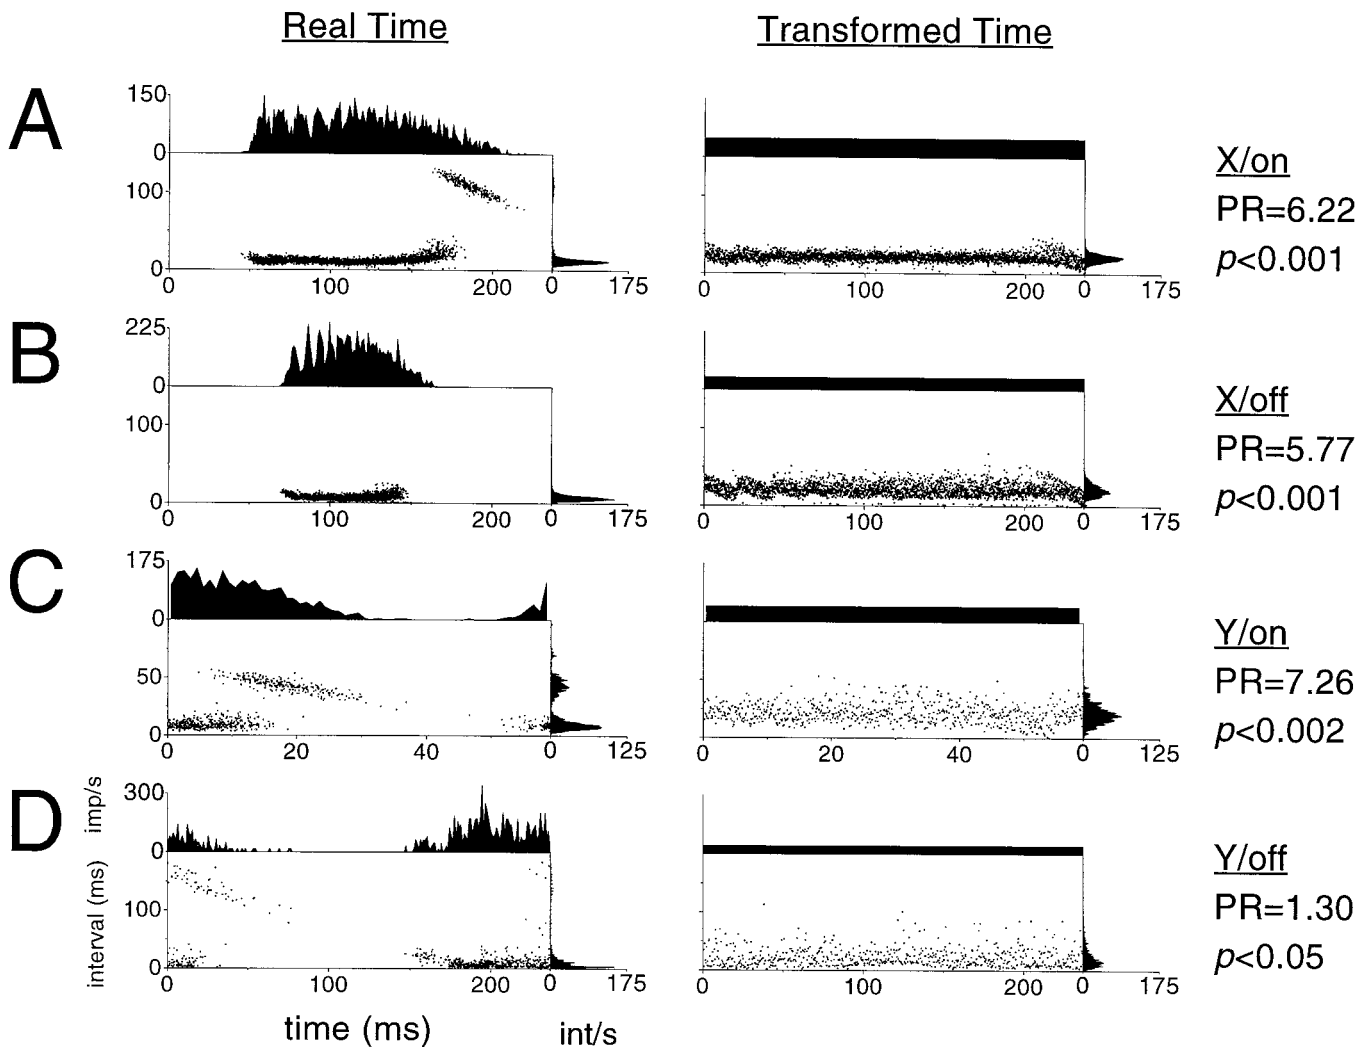 Real Time
Transformed Time
A
150
0
100
0
0 100 200 0 175
0 100 200 0 175
X/on
PR=6.22
p<0.001
B
225
0
100
0
0 100 200 0 175
0 100 200 0 175
X/off
PR=5.77
p<0.001
C
175
0
50
0
0 20 40 0 125
0 20 40 0 125
Y/on
PR=7.26
p<0.002
D
imp/s
300
0
interval (ms)
100
0
0 100 200 0 175
0 100 200 0 175
Y/off
PR=1.30
p<0.05
time (ms)
int/s